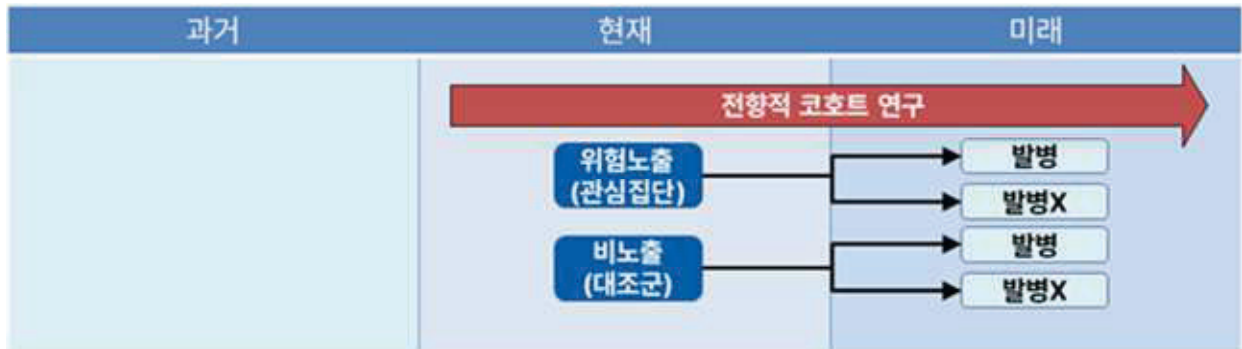 과거 현재 미래
전향적 코호트 연구
위험노출
(관심집단)
발병
발병X
비노출
(대조군)
발병
발병X